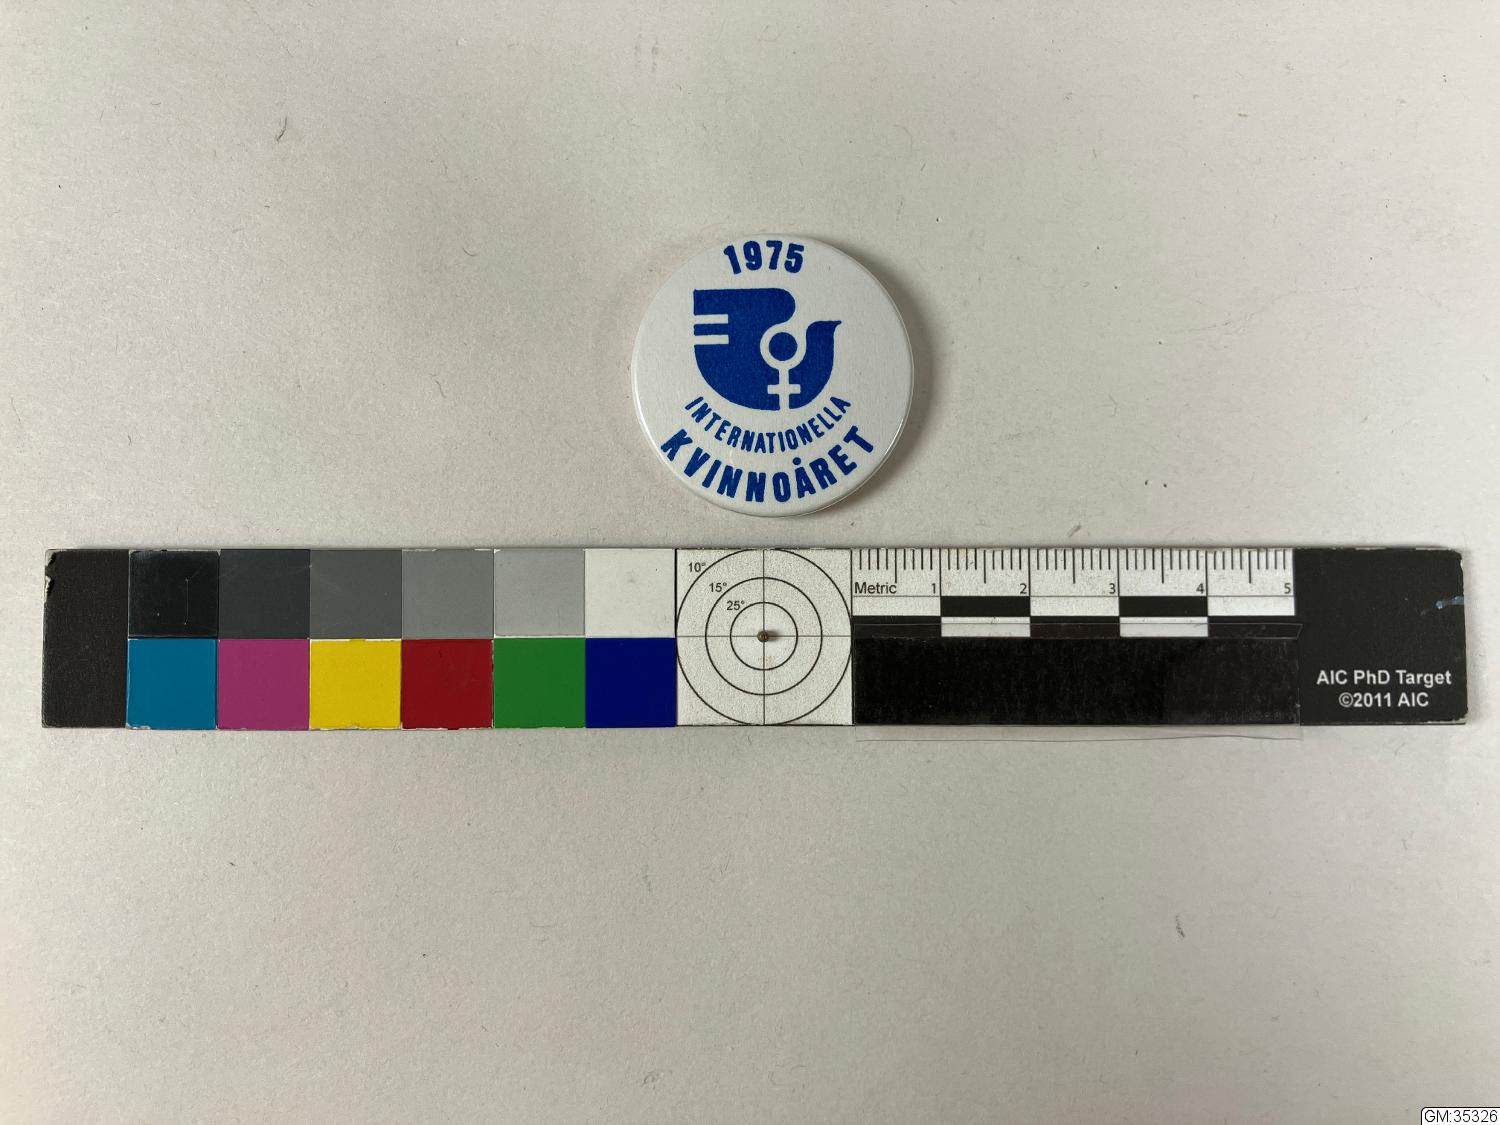 1975
INTERNATIONELLA
KVINNOÅRET
10°
15°
25°
Metric 1 2 3 4 5
AIC PhD Target
©2011 AIC
GM:35326